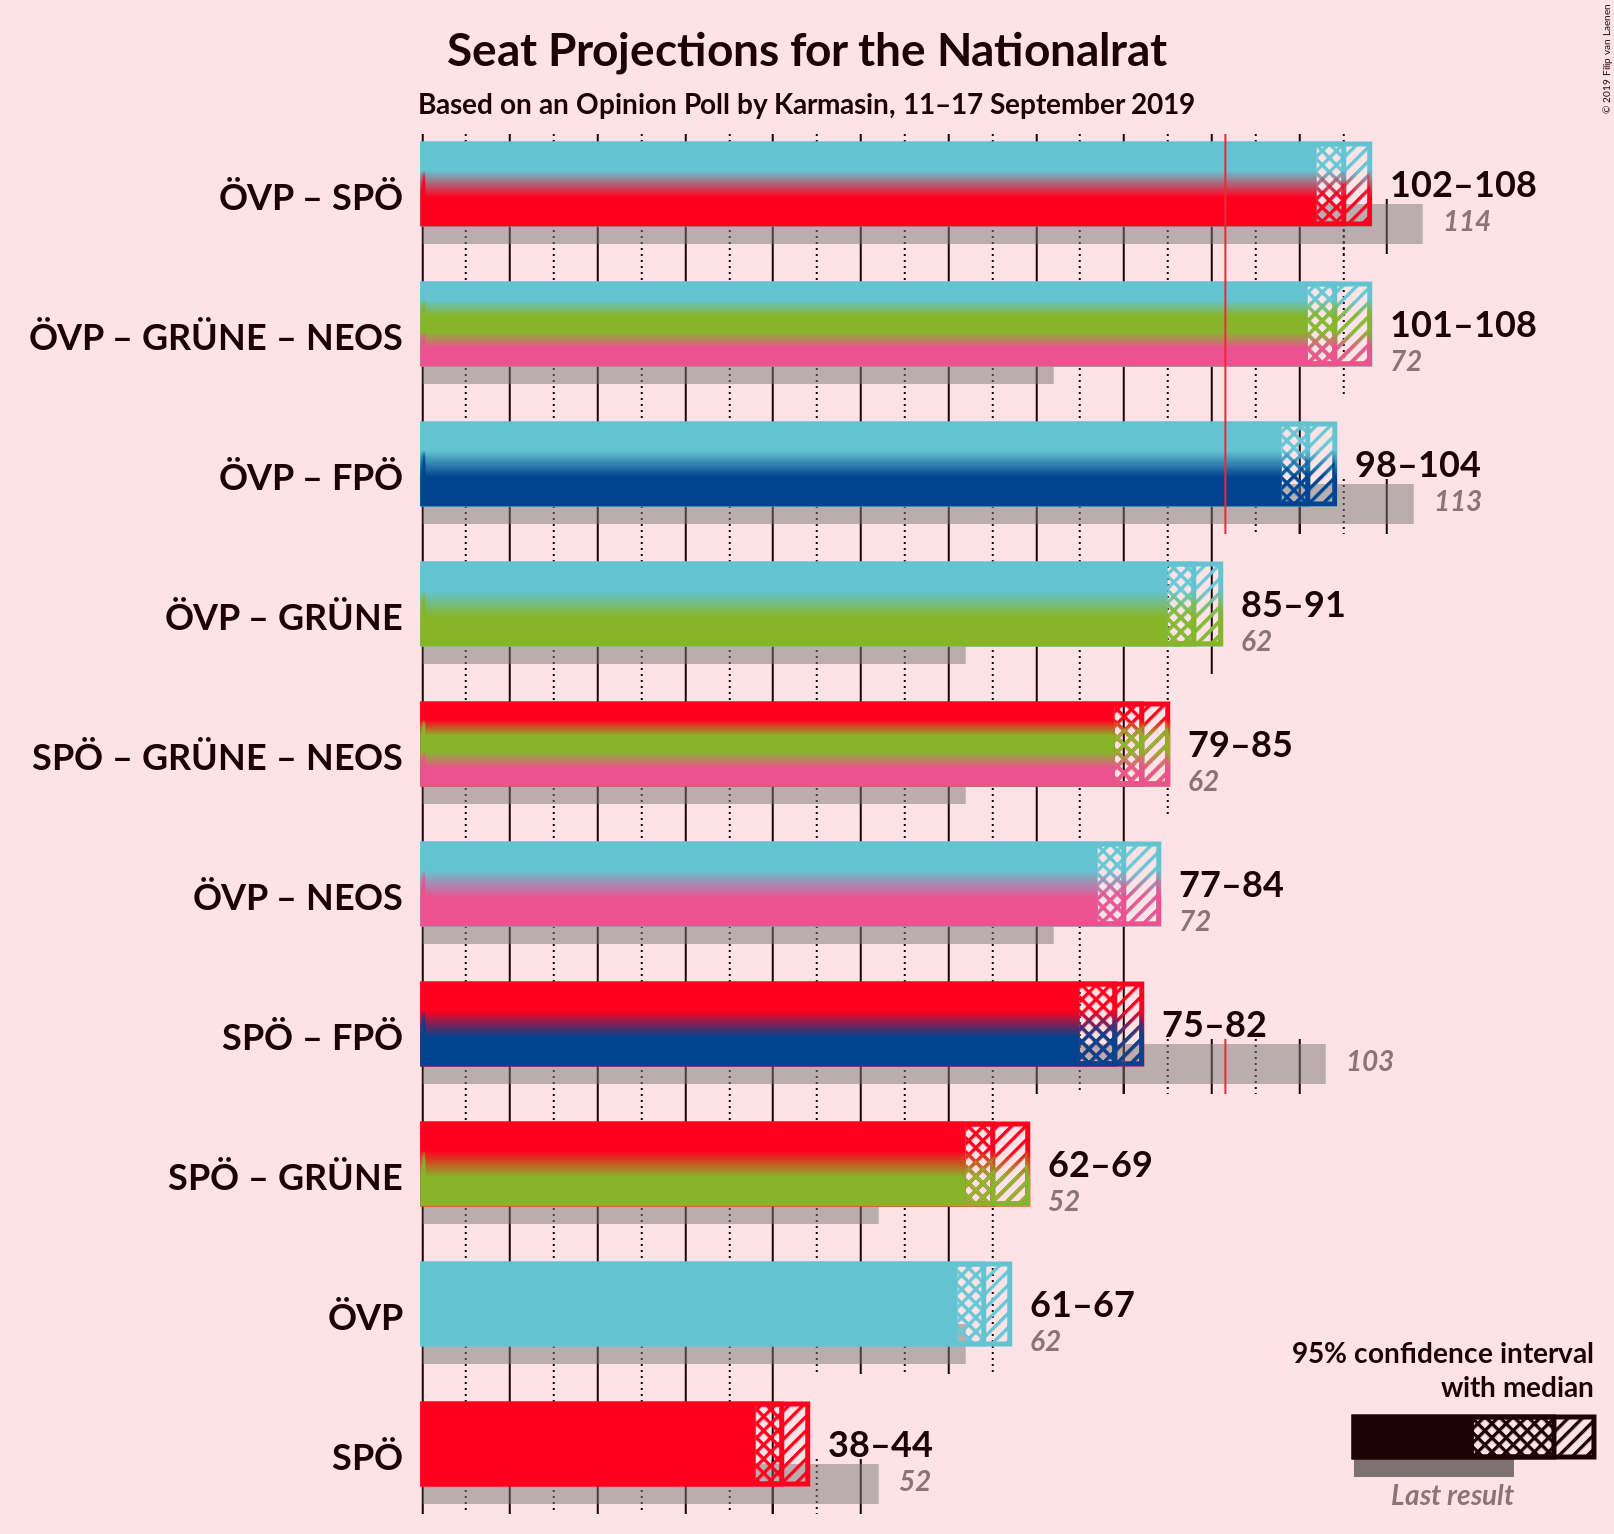 Seat Projections for the Nationalrat
Based on an Opinion Poll by Karmasin, 11–17 September 2019
© 2019 Filip van Laenen
ÖVP – SPÖ
102–108
114
ÖVP – GRÜNE – NEOS
101–108
72
ÖVP – FPÖ
98–104
113
ÖVP – GRÜNE
85–91
62
SPÖ – GRÜNE – NEOS
79–85
62
ÖVP – NEOS
77–84
72
SPÖ – FPÖ
75–82
103
SPÖ – GRÜNE
62–69
52
ÖVP
61–67
62
SPÖ
38–44
52
95% confidence interval
with median
Last result